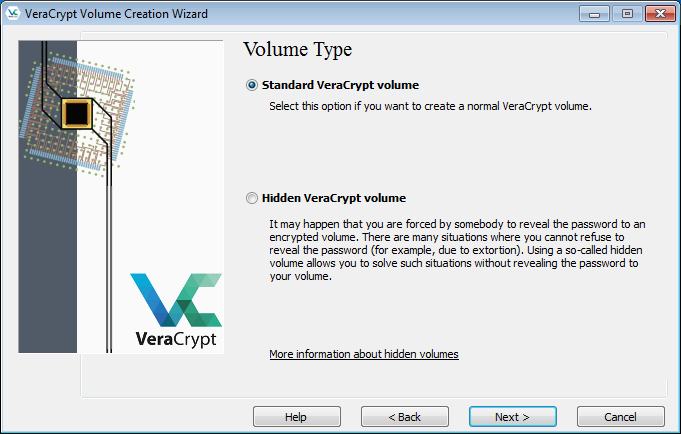 VeraCrypt Volume Creation Wizard
Volume Type
Standard VeraCrypt volume
Select this option if you want to create a normal VeraCrypt volume.
Hidden VeraCrypt volume
It may happen that you are forced by somebody to reveal the password to an
encrypted volume. There are many situations where you cannot refuse to
reveal the password (for example, due to extortion). Using a so-called hidden
volume allows you to solve such situations without revealing the password to
your volume.
VeraCrypt
More information about hidden volumes
Help
< Back
Next >
Cancel